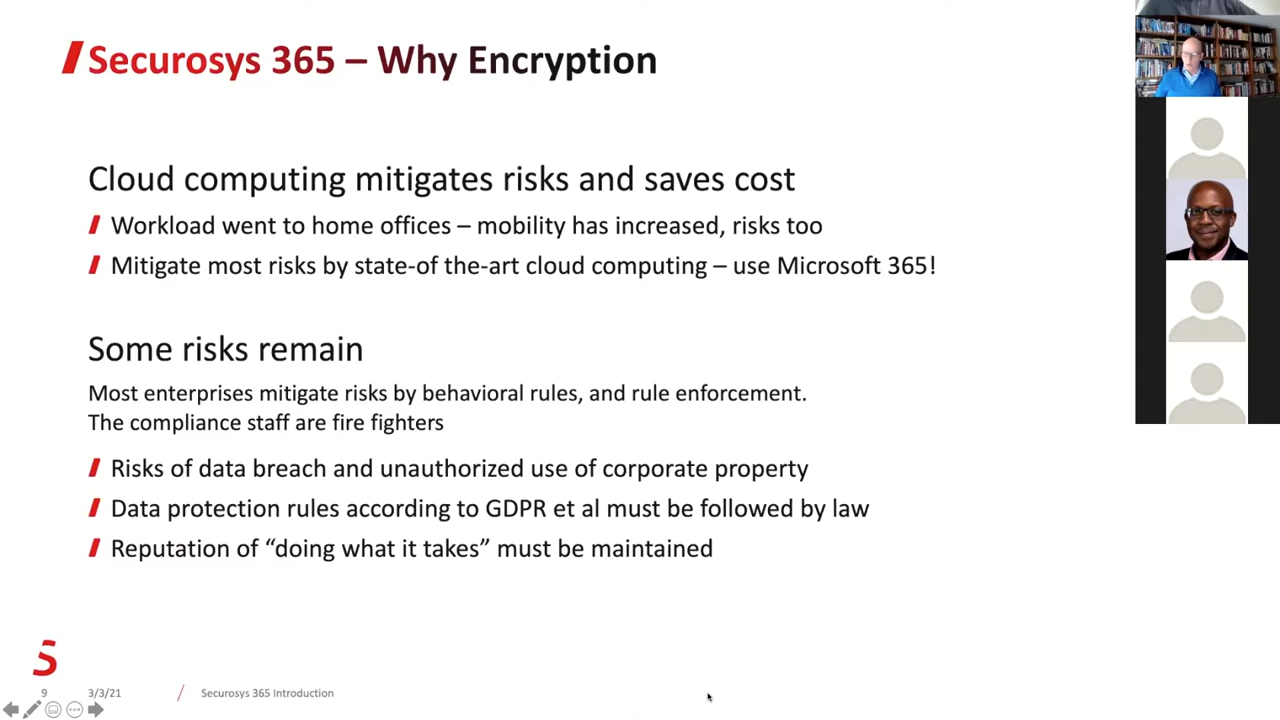 Securosys 365 – Why Encryption
Cloud computing mitigates risks and saves cost
Workload went to home offices – mobility has increased, risks too
Mitigate most risks by state-of the-art cloud computing – use Microsoft 365!
Some risks remain
Most enterprises mitigate risks by behavioral rules, and rule enforcement.
The compliance staff are fire fighters
Risks of data breach and unauthorized use of corporate property
Data protection rules according to GDPR et al must be followed by law
Reputation of “doing what it takes” must be maintained
9 3/3/21 / Securosys 365 Introduction